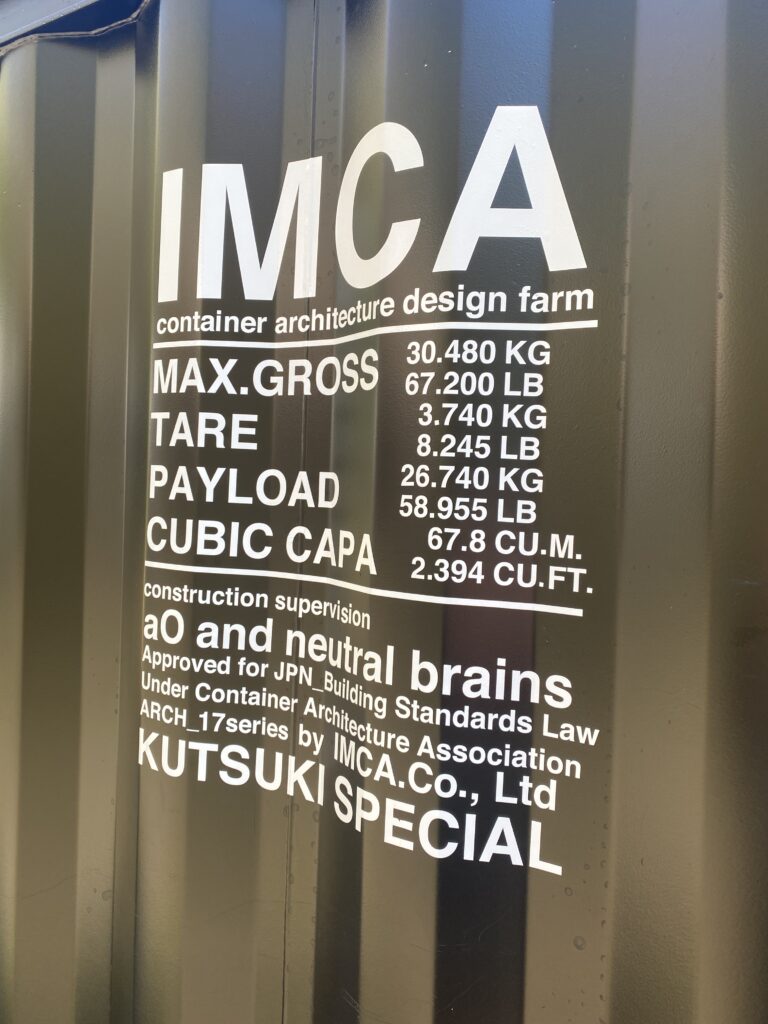 IMCA
container architecture design farm
MAX.GROSS 30.480 KG
67.200 LB
TARE 3.740 KG
8.245 LB
PAYLOAD 26.740 KG
58.955 LB
CUBIC CAPA 67.8 CU.M.
2.394 CU.FT.
construction supervision
aO and neutral brains
Approved for JPN_Building Standards Law
Under Container Architecture Association
ARCH_17series by IMCA.Co., Ltd
KUTSUKI SPECIAL